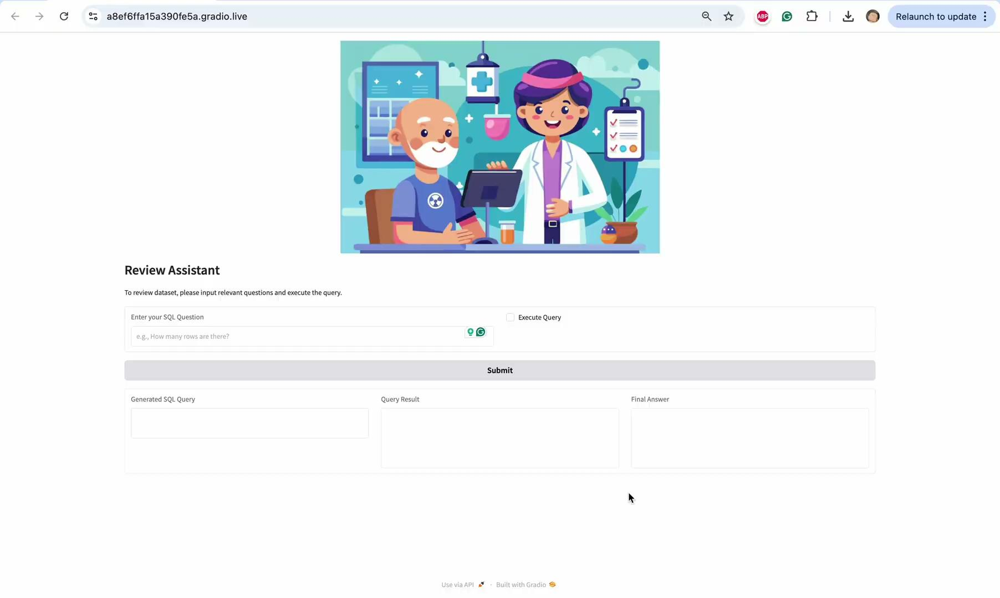 a8ef6ffa15a390fe5a.gradio.live
ABP
Relaunch to update
Review Assistant
To review dataset, please input relevant questions and execute the query.
Enter your SQL Question
e.g., How many rows are there?
Execute Query
Submit
Generated SQL Query
Query Result
Final Answer
Use via API · Built with Gradio